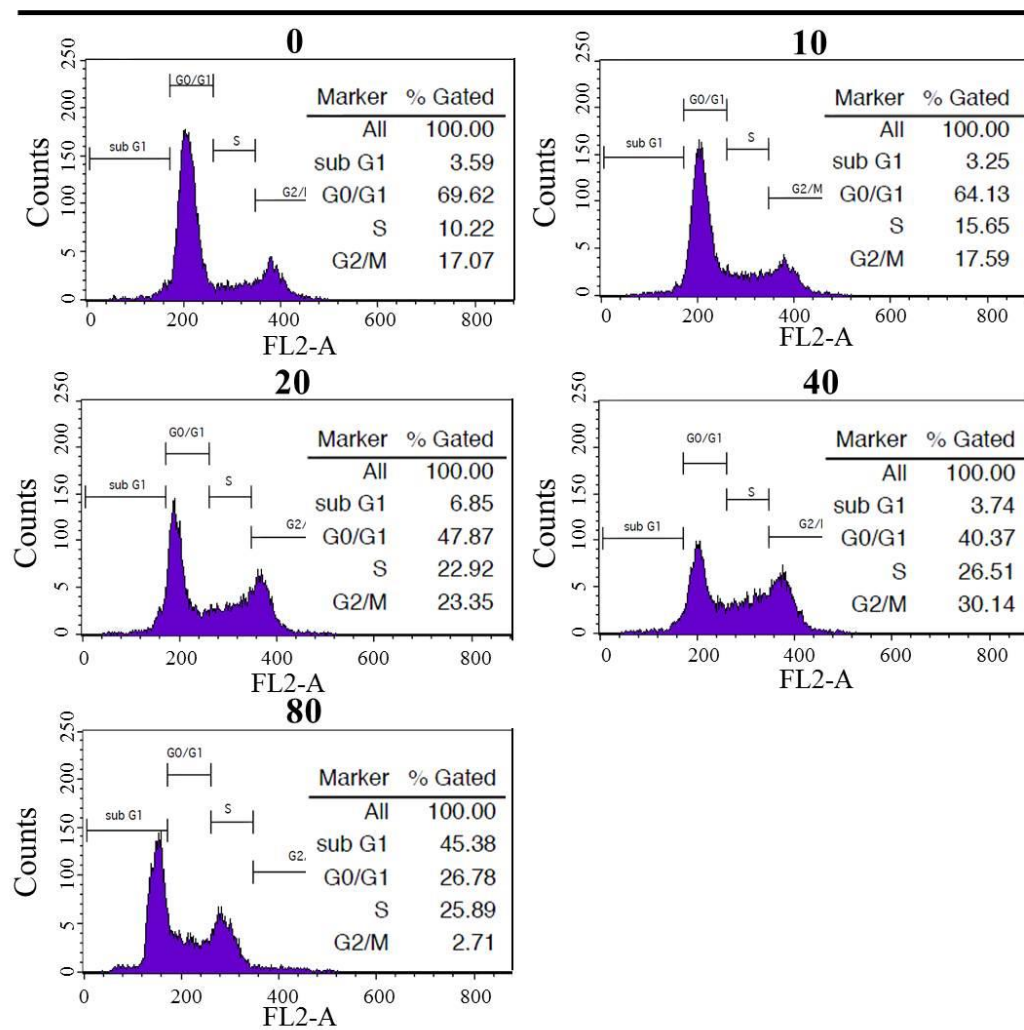 0
250
200
150
100
5
0
Counts
GO/G1
sub G1
S
G2/
Marker % Gated
All 100.00
sub G1 3.59
G0/G1 69.62
S 10.22
G2/M 17.07
0 200 400 600 800
FL2-A
10
250
200
150
100
5
0
Counts
GO/G1
sub G1
S
G2/M
Marker % Gated
All 100.00
sub G1 3.25
G0/G1 64.13
S 15.65
G2/M 17.59
0 200 400 600 800
FL2-A
20
250
200
150
100
5
0
Counts
GO/G1
sub G1
S
G2/
Marker % Gated
All 100.00
sub G1 6.85
G0/G1 47.87
S 22.92
G2/M 23.35
0 200 400 600 800
FL2-A
40
250
200
150
100
5
0
Counts
GO/G1
sub G1
S
G2/
Marker % Gated
All 100.00
sub G1 3.74
G0/G1 40.37
S 26.51
G2/M 30.14
0 200 400 600 800
FL2-A
80
250
200
150
100
5
0
Counts
GO/G1
sub G1
S
G2
Marker % Gated
All 100.00
sub G1 45.38
G0/G1 26.78
S 25.89
G2/M 2.71
0 200 400 600 800
FL2-A